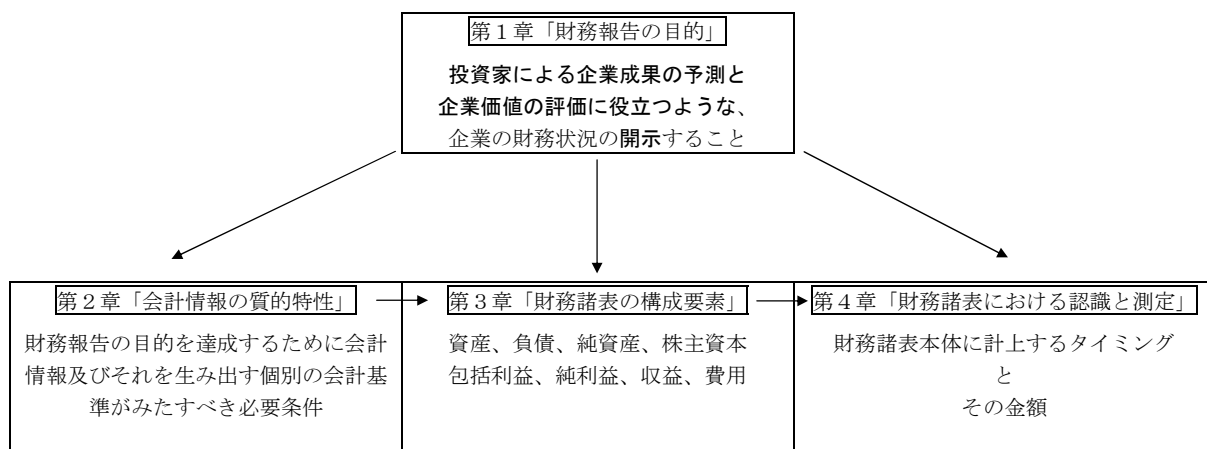 第１章「財務報告の目的」
投資家による企業成果の予測と
企業価値の評価に役立つような、
企業の財務状況の開示すること
第２章「会計情報の質的特性」
財務報告の目的を達成するために会計
情報及びそれを生み出す個別の会計基
準がみたすべき必要条件
第３章「財務諸表の構成要素」
資産、負債、純資産、株主資本
包括利益、純利益、収益、費用
第４章「財務諸表における認識と測定」
財務諸表本体に計上するタイミング
と
その金額